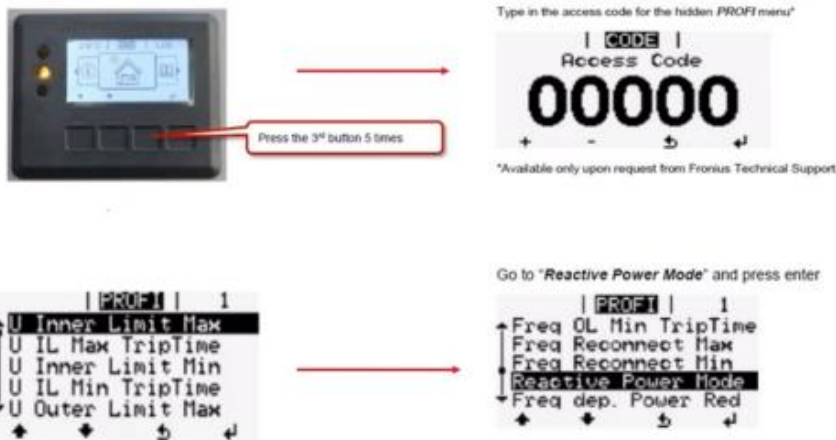 Type in the access code for the hidden PROFI menu*
| CODE |
Access Code
00000
+ -
Press the 3rd button 5 times
*Available only upon request from Fronius Technical Support
Go to "Reactive Power Mode" and press enter
| PROFI | 1
U Inner Limit Max
U IL Max TripTime
U Inner Limit Min
U IL Min TripTime
U Outer Limit Max
| PROFI | 1
Freq OL Min TripTime
Freq Reconnect Max
Freq Reconnect Min
Reactive Power Mode
Freq dep. Power Red